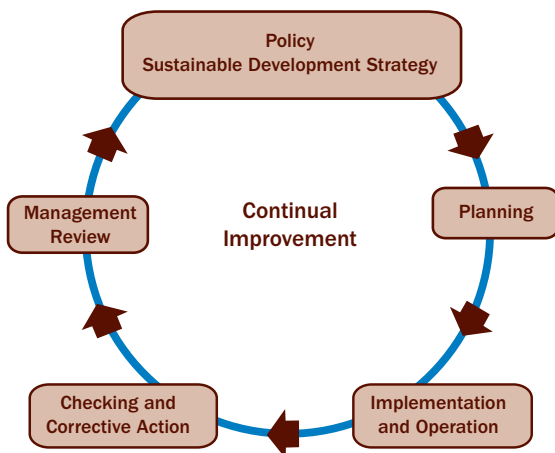 Policy
Sustainable Development Strategy
Planning
Implementation
and Operation
Checking and
Corrective Action
Management
Review
Continual
Improvement